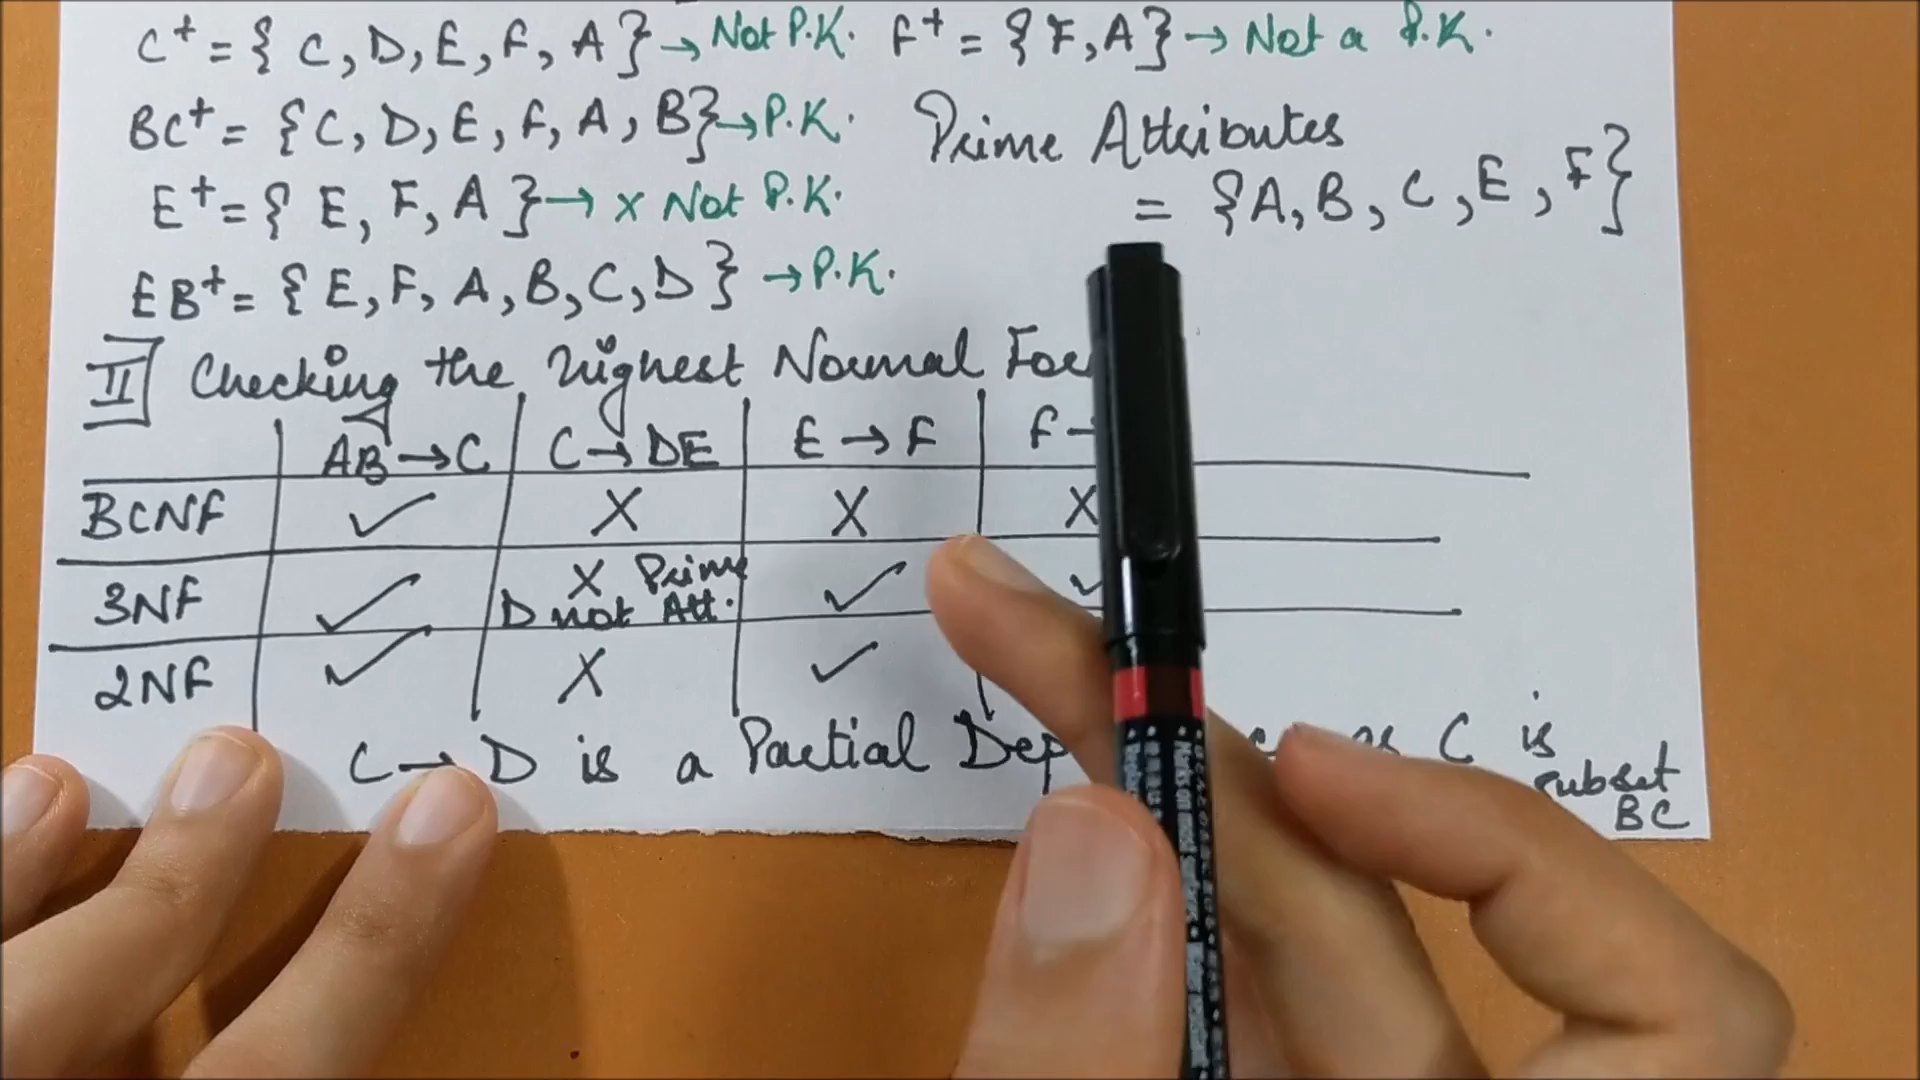 C+ = { C, D, E, F, A } → Not P.K. F+ = { F, A } → Not a P.K.
BC+ = { C, D, E, F, A, B } → P.K. Prime Attributes
E+ = { E, F, A } → x Not P.K. = { A, B, C, E, F }
EB+ = { E, F, A, B, C, D } → P.K.
II Checking the highest Normal
AB → C C → DE E → F F →
BCNF ✓ X X X
3NF ✓ X Prime ✓ ✓
D not Att.
2NF ✓ X ✓
C → D is a Partial as C is
subset
BC